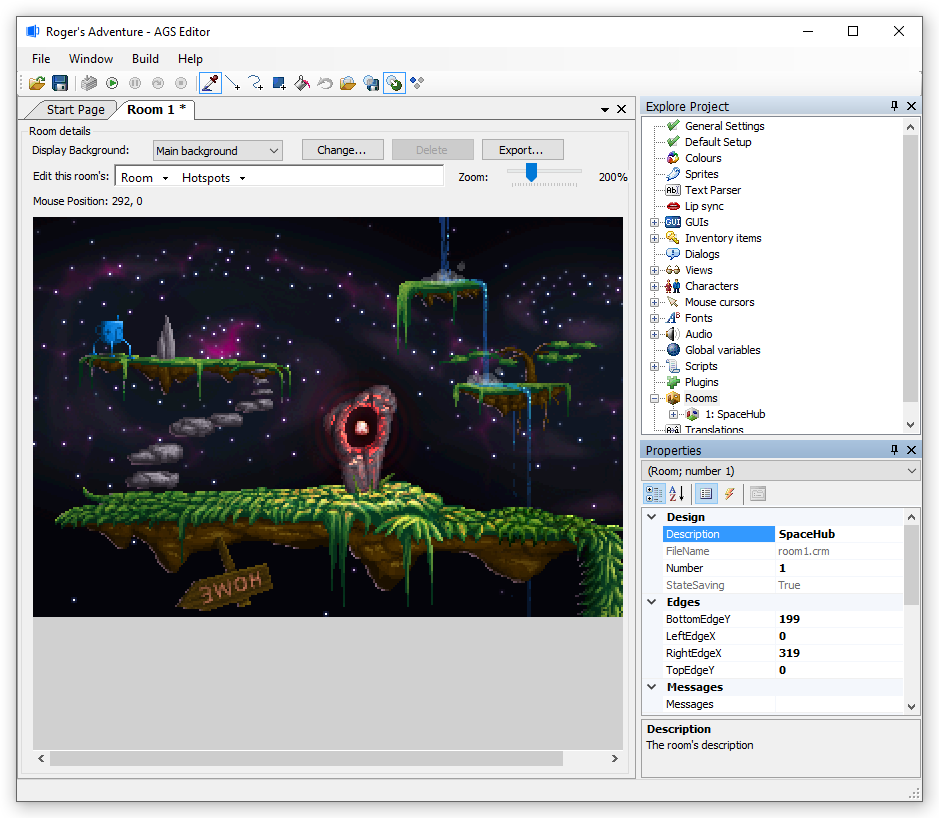 Roger's Adventure - AGS Editor
File Window Build Help
Start Page Room 1 *
Room details
Display Background: Main background Change... Delete Export...
Edit this room's: Room Hotspots Zoom: 200%
Mouse Position: 292, 0
HOME
Explore Project
General Settings
Default Setup
Colours
Sprites
Abl Text Parser
Lip sync
GUI GUIs
Inventory items
Dialogs
Views
Characters
Mouse cursors
Fonts
Audio
Global variables
Scripts
Plugins
Rooms
1: SpaceHub
Translations
Properties
(Room; number 1)
Design
Description SpaceHub
FileName room1.crm
Number 1
StateSaving True
Edges
BottomEdgeY 199
LeftEdgeX 0
RightEdgeX 319
TopEdgeY 0
Messages
Messages
Description
The room's description